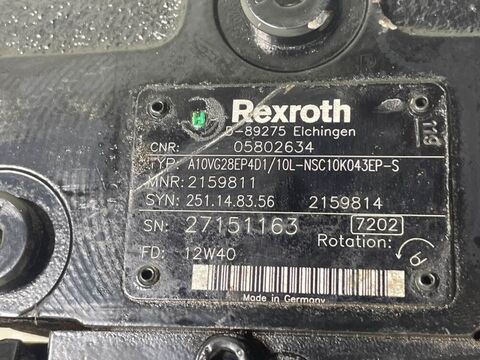 Rexroth
D-89275 Elchingen
CNR: 05802634
TYP: A10VG28EP4D1/10L-NSC10K043EP-S
MNR: 2159811
SYN: 251.14.83.56 2159814
SN: 27151163 7202
Rotation:
FD: 12W40
Made in Germany